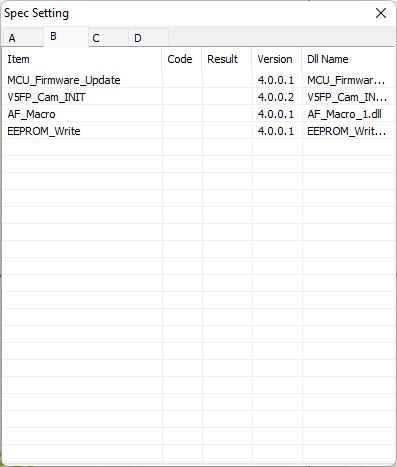 Spec Setting
A B C D
Item Code Result Version Dll Name
MCU_Firmware_Update 4.0.0.1 MCU_Firmwar...
V5FP_Cam_INIT 4.0.0.2 V5FP_Cam_IN...
AF_Macro 4.0.0.1 AF_Macro_1.dll
EEPROM_Write 4.0.0.1 EEPROM_Writ...